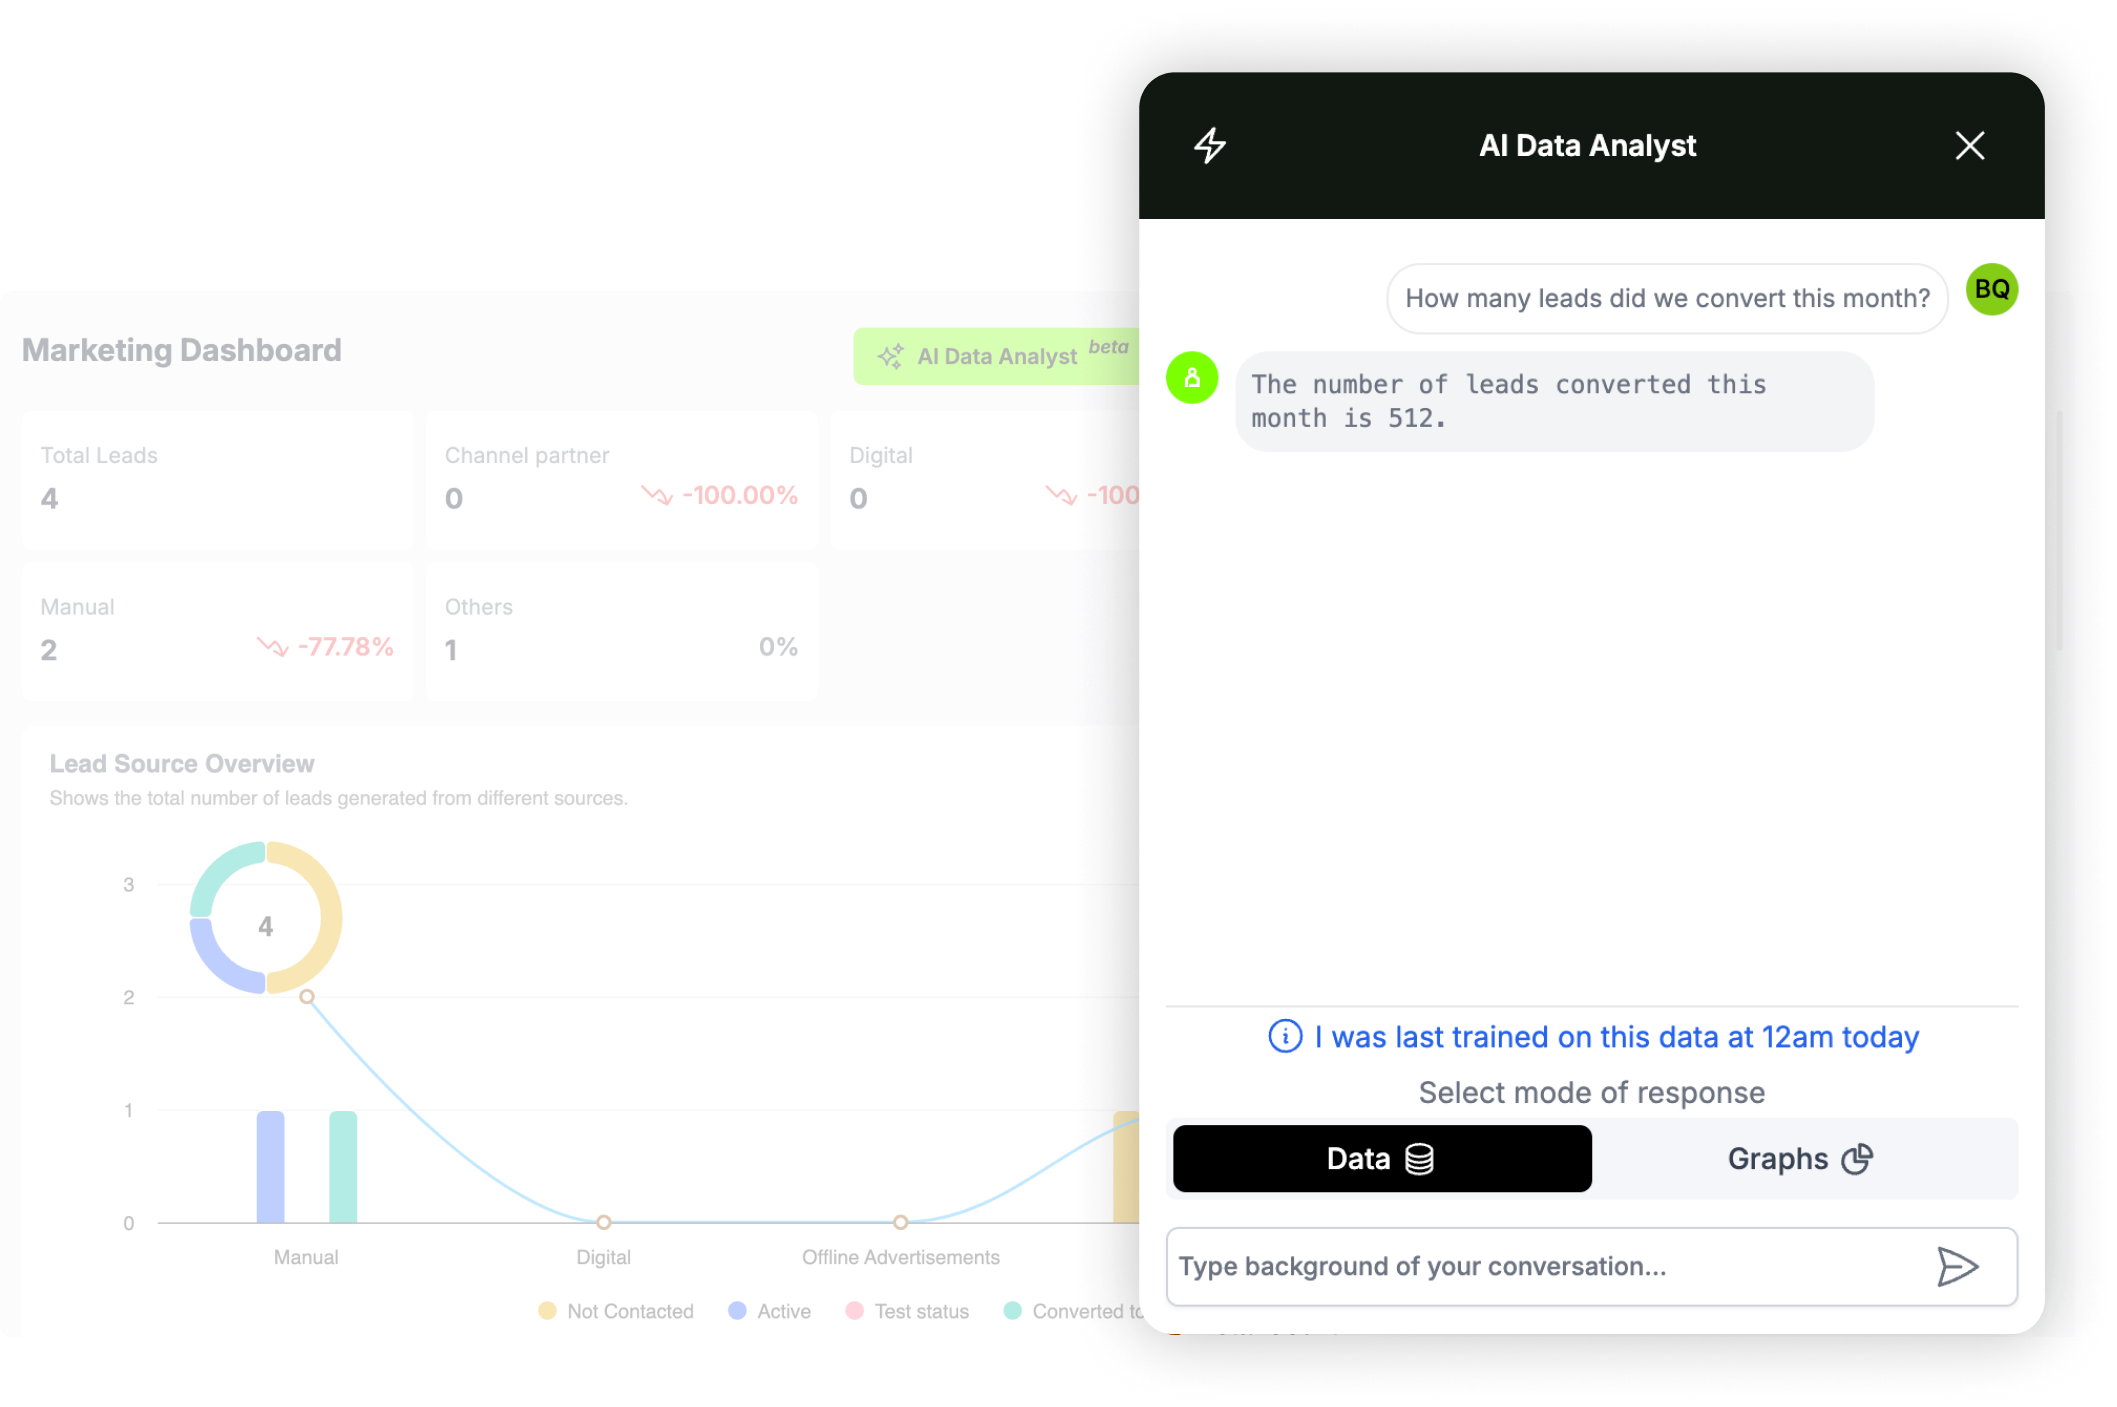 Marketing Dashboard
AI Data Analyst beta
Total Leads
4
Channel partner
0
-100.00%
Digital
0
-100
Manual
2
-77.78%
Others
1
0%
Lead Source Overview
Shows the total number of leads generated from different sources.
4
3
2
1
0
Manual
Digital
Offline Advertisements
Not Contacted
Active
Test status
Converted to
AI Data Analyst
How many leads did we convert this month?
BQ
The number of leads converted this
month is 512.
I was last trained on this data at 12am today
Select mode of response
Data
Graphs
Type background of your conversation...